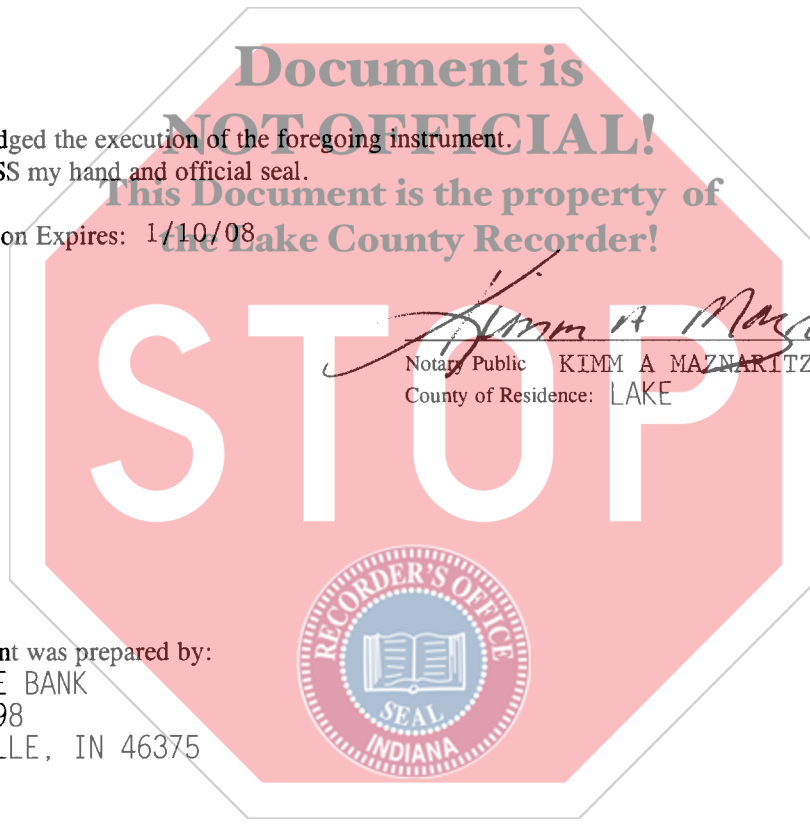 Document is
NOT OFFICIAL!
This Document is the property of
the Lake County Recorder!
dged the execution of the foregoing instrument.
SS my hand and official seal.
on Expires: 1/10/08
STOP
Kimm A Maz
Notary Public KIMM A MAZNARITZ
County of Residence: LAKE
RECORDER'S OFFICE
SEAL
INDIANA
nt was prepared by:
E BANK
98
LLE, IN 46375